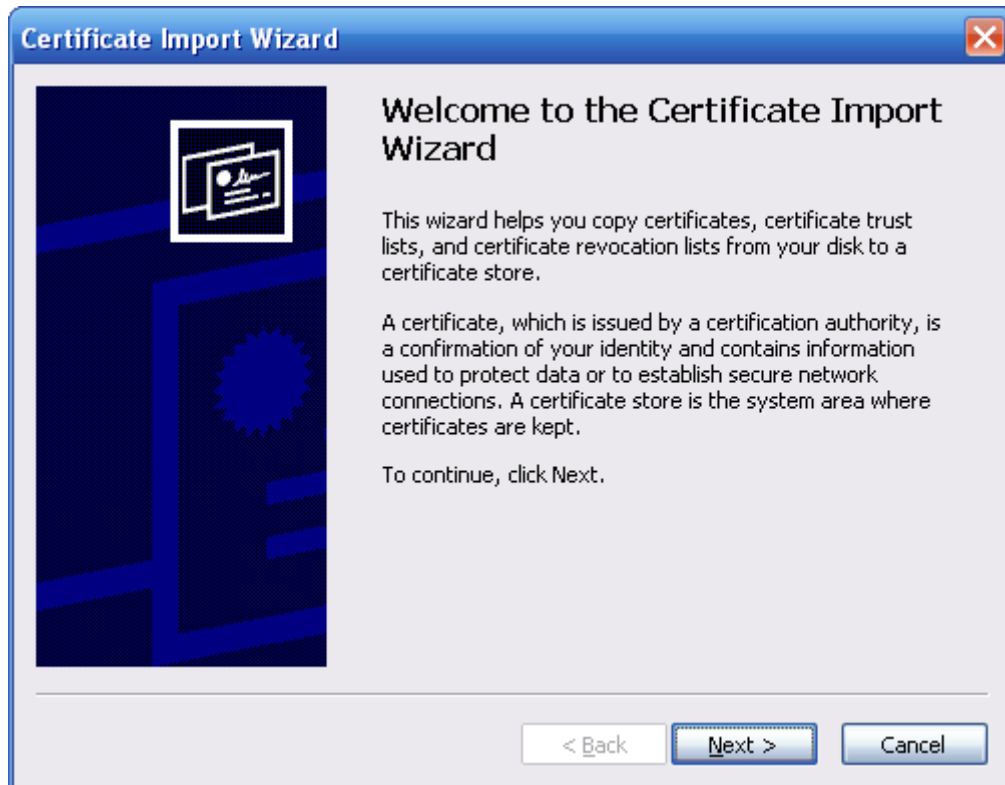 Certificate Import Wizard
Welcome to the Certificate Import
Wizard
This wizard helps you copy certificates, certificate trust
lists, and certificate revocation lists from your disk to a
certificate store.
A certificate, which is issued by a certification authority, is
a confirmation of your identity and contains information
used to protect data or to establish secure network
connections. A certificate store is the system area where
certificates are kept.
To continue, click Next.
< Back
Next >
Cancel